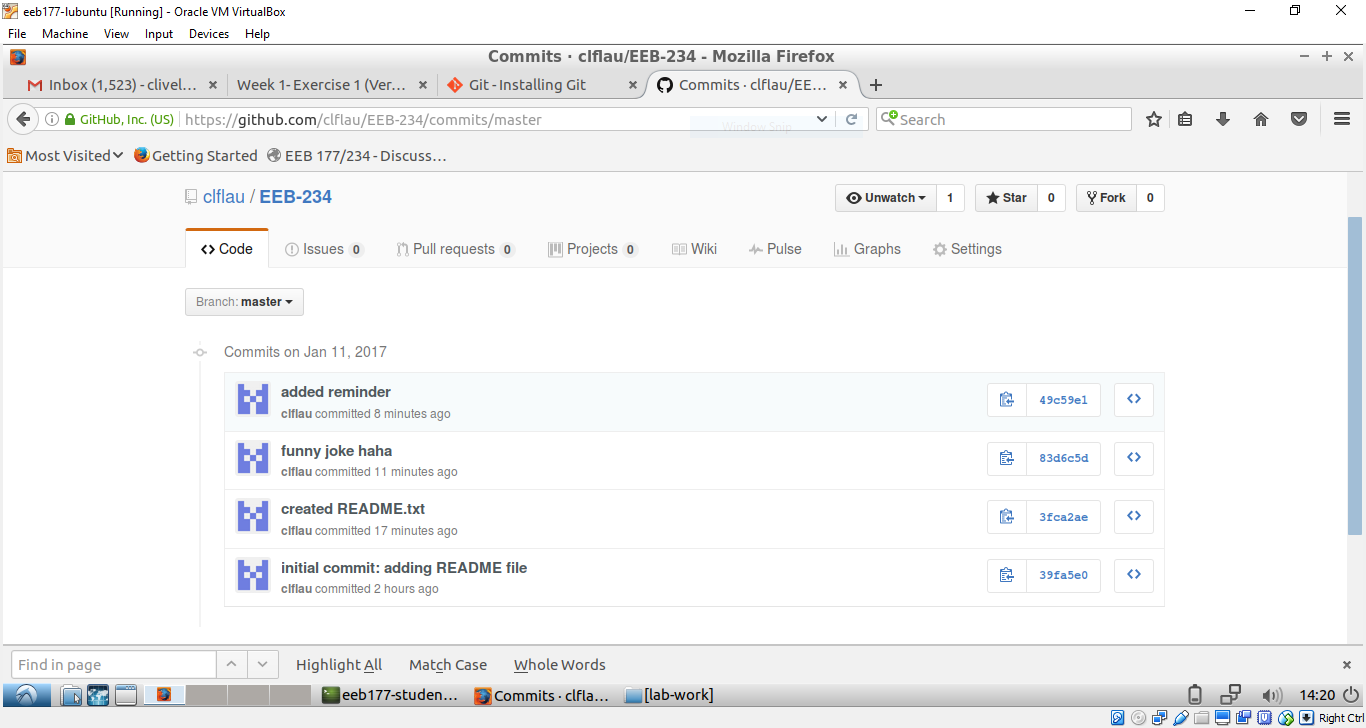 eeb177-lubuntu [Running] - Oracle VM VirtualBox
File Machine View Input Devices Help
Commits · clflau/EEB-234 - Mozilla Firefox
Inbox (1,523) - clivel... Week 1- Exercise 1 (Ver... Git - Installing Git Commits · clflau/EE...
GitHub, Inc. (US) https://github.com/clflau/EEB-234/commits/master Window Snip Search
Most Visited Getting Started EEB 177/234 - Discuss...
clflau / EEB-234 Unwatch 1 Star 0 Fork 0
Code Issues 0 Pull requests 0 Projects 0 Wiki Pulse Graphs Settings
Branch: master
Commits on Jan 11, 2017
added reminder
clflau committed 8 minutes ago
49c59e1
funny joke haha
clflau committed 11 minutes ago
83d6c5d
created README.txt
clflau committed 17 minutes ago
3fca2ae
initial commit: adding README file
clflau committed 2 hours ago
39fa5e0
Find in page Highlight All Match Case Whole Words
eeb177-studen... Commits - clfla... [lab-work] 14:20
Right Ctrl